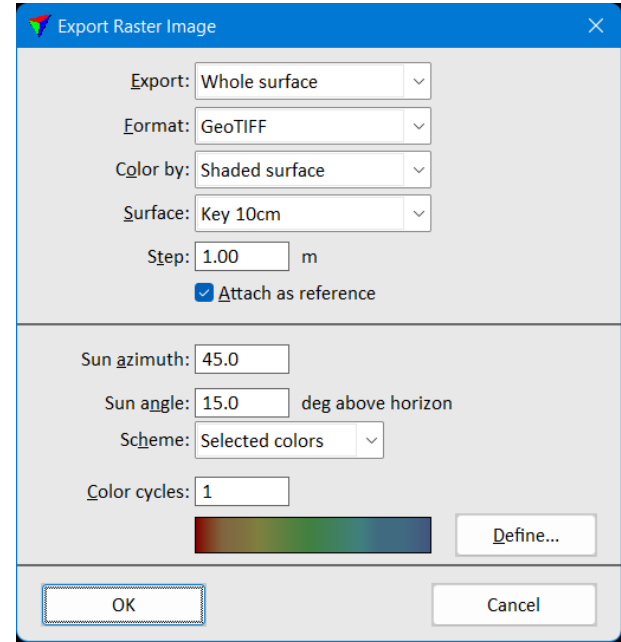 Export Raster Image
Export: Whole surface
Format: GeoTIFF
Color by: Shaded surface
Surface: Key 10cm
Step: 1.00 m
Attach as reference
Sun azimuth: 45.0
Sun angle: 15.0 deg above horizon
Scheme: Selected colors
Color cycles: 1
Define...
OK Cancel